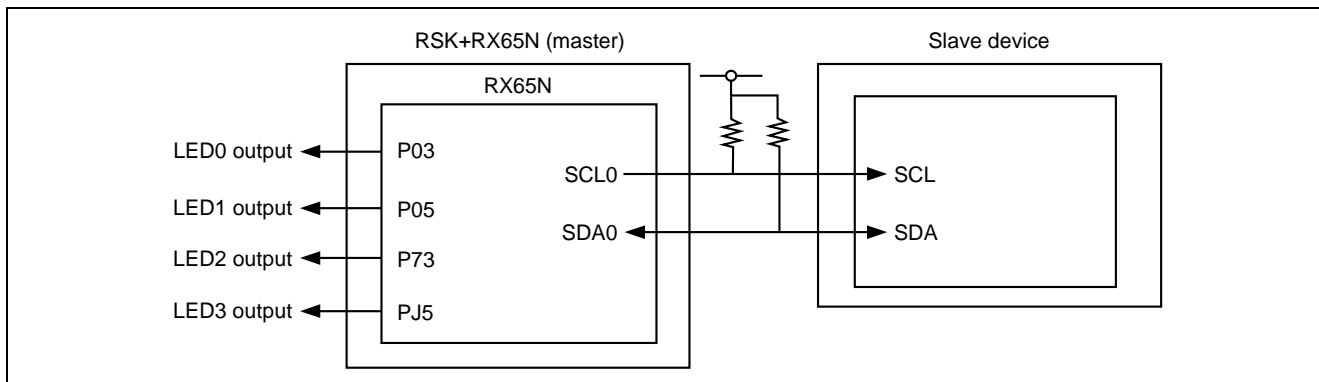 RSK+RX65N (master)
Slave device
RX65N
LED0 output
P03
SCL0
SCL
LED1 output
P05
SDA0
SDA
LED2 output
P73
LED3 output
PJ5